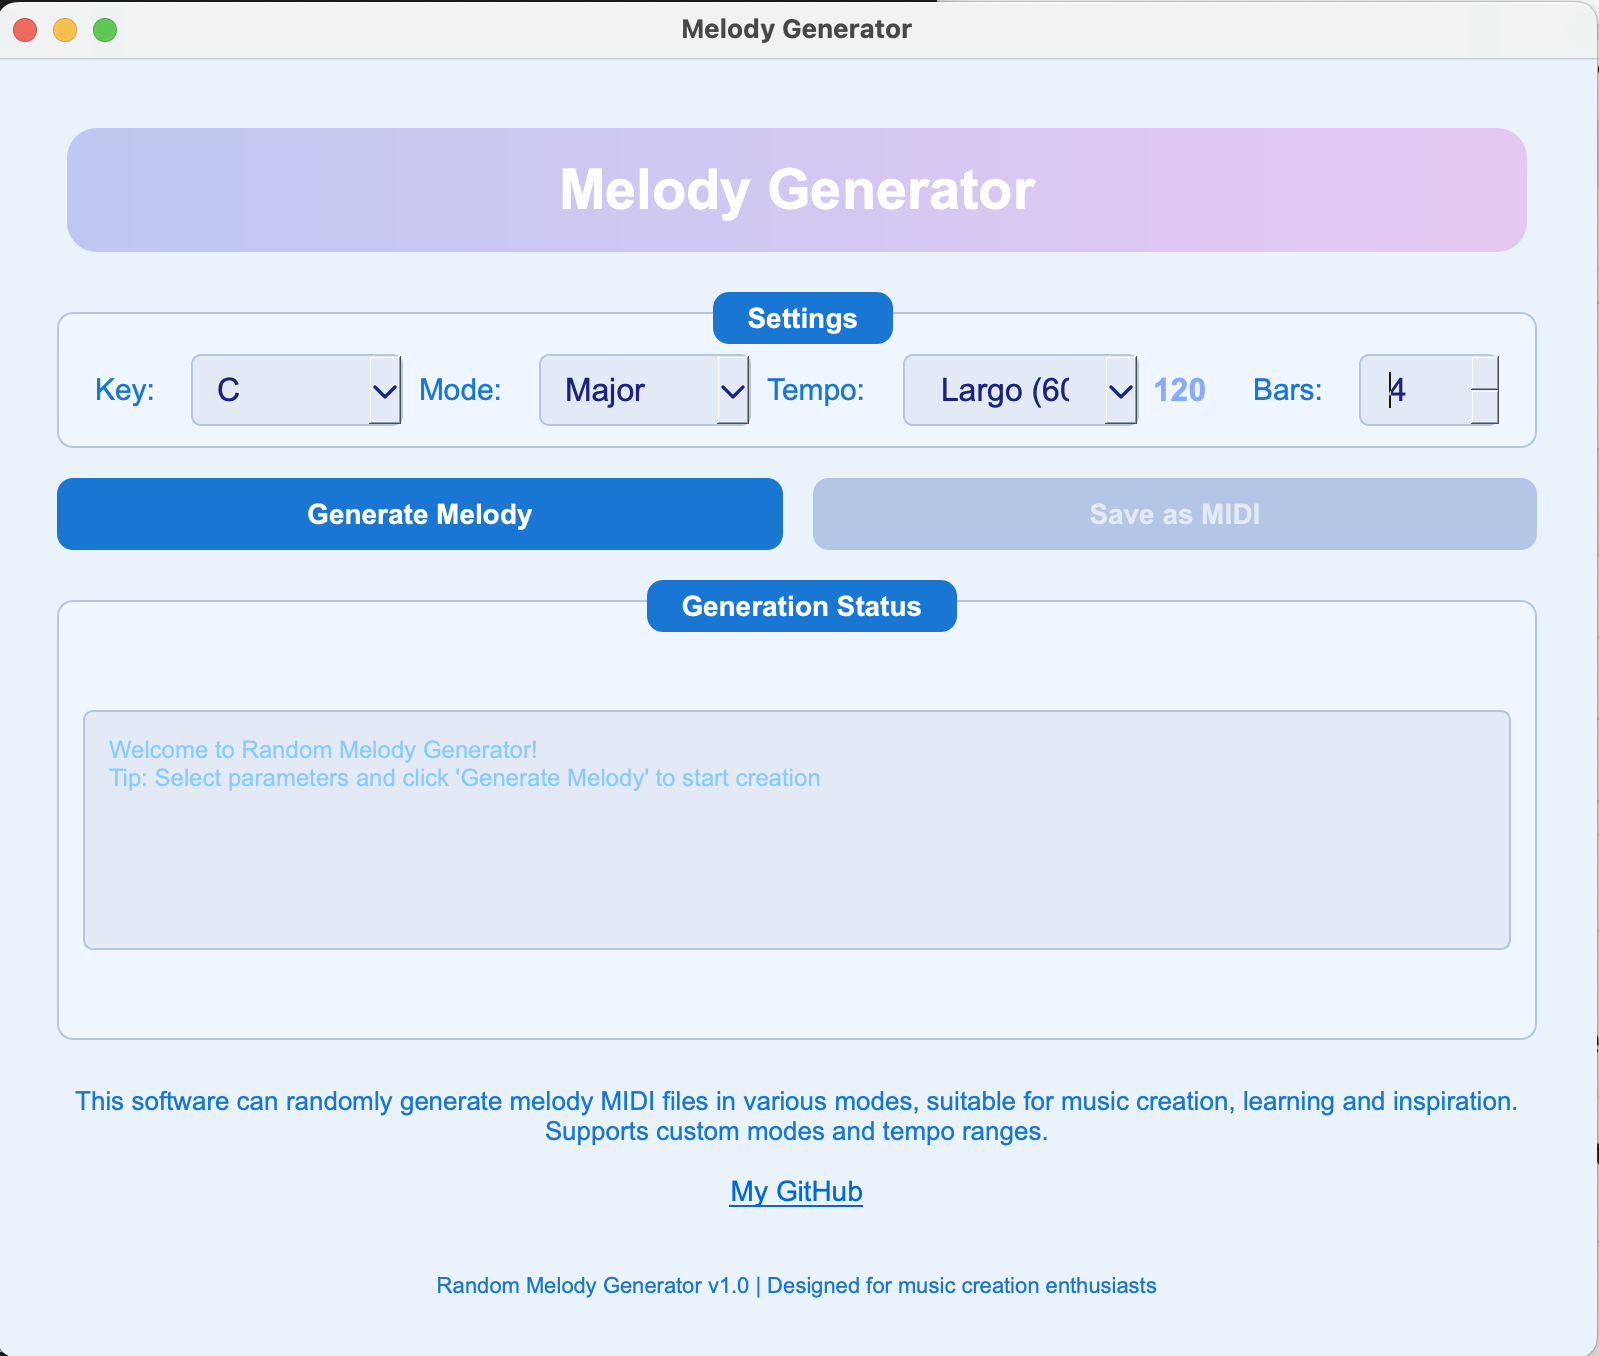 Melody Generator
Melody Generator
Settings
Key: C Mode: Major Tempo: Largo (60 120 Bars: 4
Generate Melody Save as MIDI
Generation Status
Welcome to Random Melody Generator!
Tip: Select parameters and click 'Generate Melody' to start creation
This software can randomly generate melody MIDI files in various modes, suitable for music creation, learning and inspiration.
Supports custom modes and tempo ranges.
My GitHub
Random Melody Generator v1.0 | Designed for music creation enthusiasts